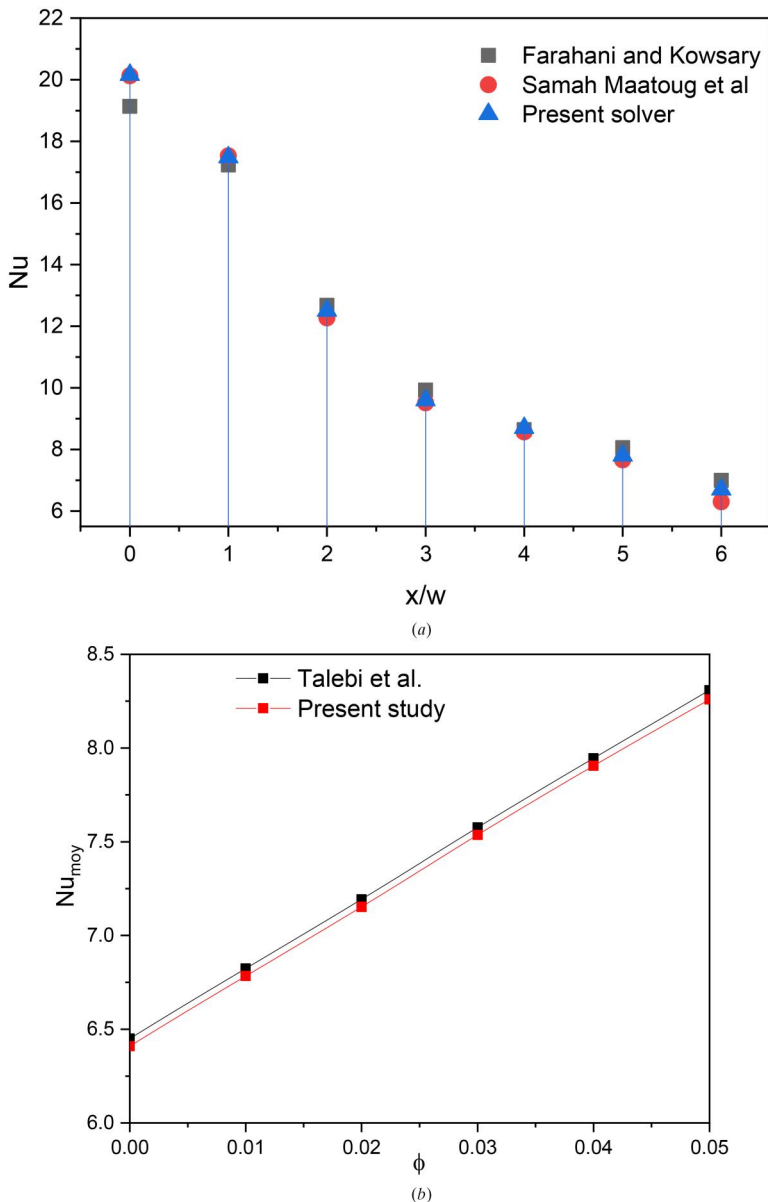 22
20
18
16
14
12
10
8
6
Nu
Farahani and Kowsary
Samah Maatoug et al
Present solver
0 1 2 3 4 5 6
x/w
(a)
8.5
8.0
7.5
7.0
6.5
6.0
Nu_moy
Talebi et al.
Present study
0.00 0.01 0.02 0.03 0.04 0.05
ϕ
(b)